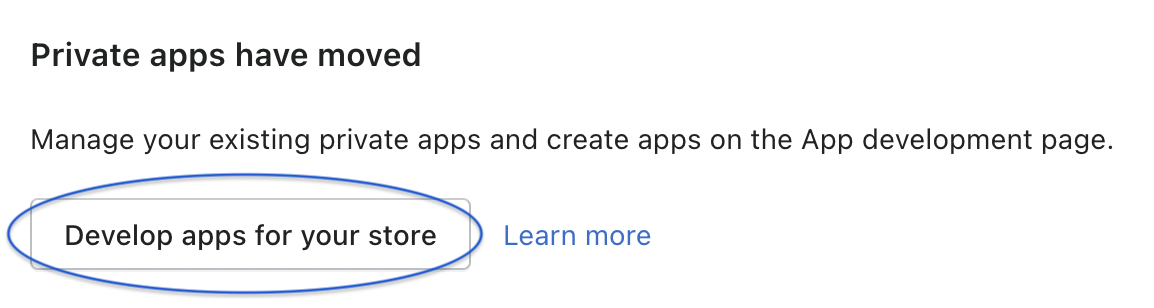 Private apps have moved
Manage your existing private apps and create apps on the App development page.
Develop apps for your store Learn more